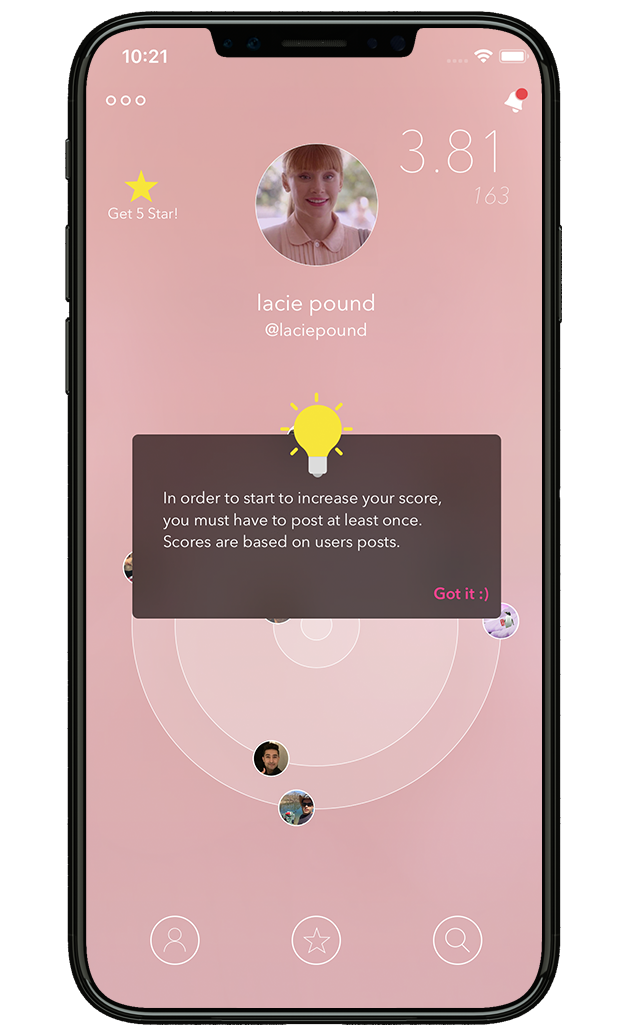 10:21
3.81
163
Get 5 Star!
lacie pound
@laciepound
In order to start to increase your score,
you must have to post at least once.
Scores are based on users posts.
Got it :)